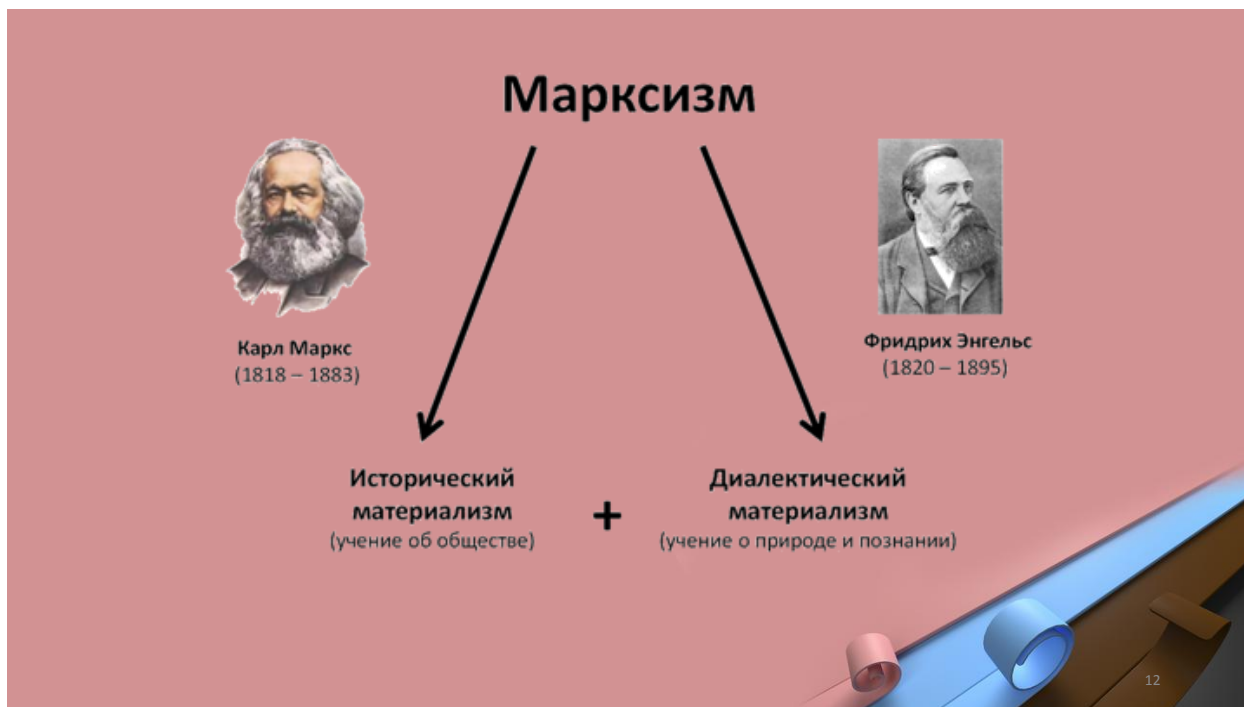 Марксизм
Карл Маркс
(1818 – 1883)
Фридрих Энгельс
(1820 – 1895)
Исторический
материализм
(учение об обществе)
+
Диалектический
материализм
(учение о природе и познании)
12